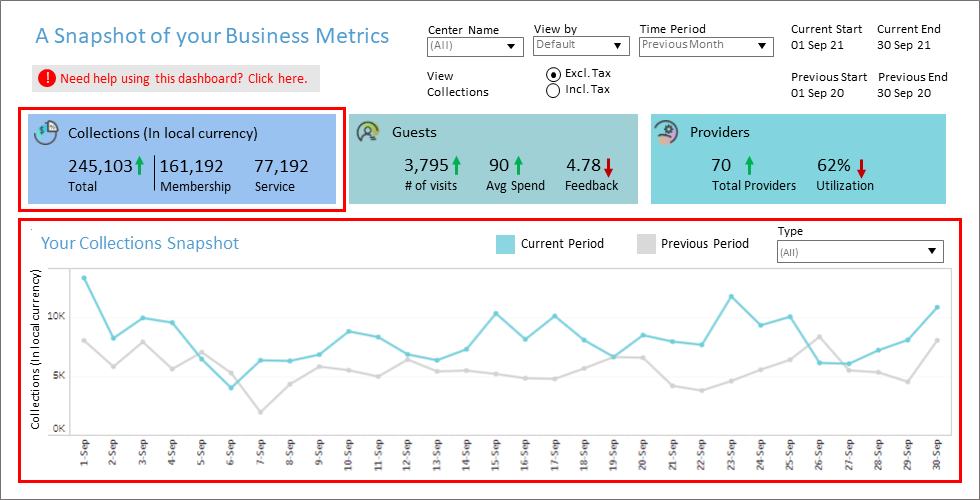 A Snapshot of your Business Metrics
Center Name
(All)
View by
Default
Time Period
Previous Month
Current Start
01 Sep 21
Current End
30 Sep 21
! Need help using this dashboard? Click here.
View
Collections
Excl.Tax
Incl.Tax
Previous Start
01 Sep 20
Previous End
30 Sep 20
Collections (In local currency)
245,103
Total
161,192
Membership
77,192
Service
Guests
3,795
# of visits
90
Avg Spend
4.78
Feedback
Providers
70
Total Providers
62%
Utilization
Your Collections Snapshot
Current Period
Previous Period
Type
(All)
Collections (In local currency)
10K
5K
0K
1-Sep
2-Sep
3-Sep
4-Sep
5-Sep
6-Sep
7-Sep
8-Sep
9-Sep
10-Sep
11-Sep
12-Sep
13-Sep
14-Sep
15-Sep
16-Sep
17-Sep
18-Sep
19-Sep
20-Sep
21-Sep
22-Sep
23-Sep
24-Sep
25-Sep
26-Sep
27-Sep
28-Sep
29-Sep
30-Sep